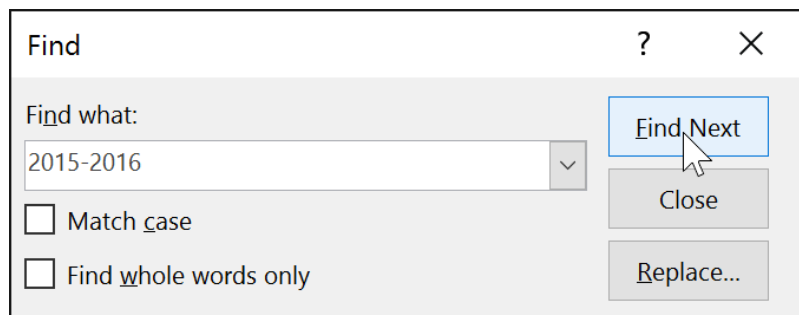 Find ?
Find what:
Find Next
2015-2016
Close
Match case
Find whole words only
Replace...